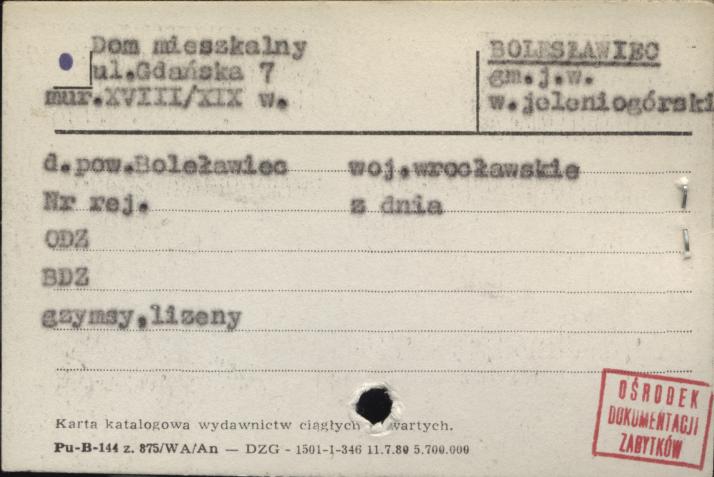 Dom mieszkalny
ul.Gdańska 7
mur.XVIII/XIX w.
BOLESŁAWIEC
gm.j.w.
w.jeleniogórski
d.pow.Boleławiec woj.wrocławskie
Nr rej. z dnia
ODZ
BDZ
gzymsy,lizeny
Karta katalogowa wydawnictw ciągłych wartych.
Pu-B-144 z. 875/WA/An — DZG - 1501-1-346 11.7.80 5.700.000
OŚRODEK
DOKUMENTACJI
ZABYTKÓW